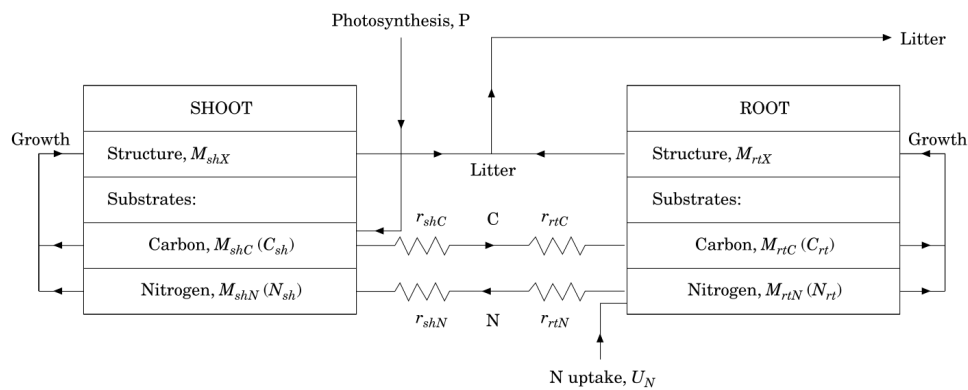 Photosynthesis, P
Litter
SHOOT
ROOT
Growth
Growth
Structure, M_shX
Structure, M_rtX
Litter
Substrates:
Substrates:
r_shC
C
r_rtC
Carbon, M_shC (C_sh)
Carbon, M_rtC (C_rt)
Nitrogen, M_shN (N_sh)
Nitrogen, M_rtN (N_rt)
r_shN
N
r_rtN
N uptake, U_N